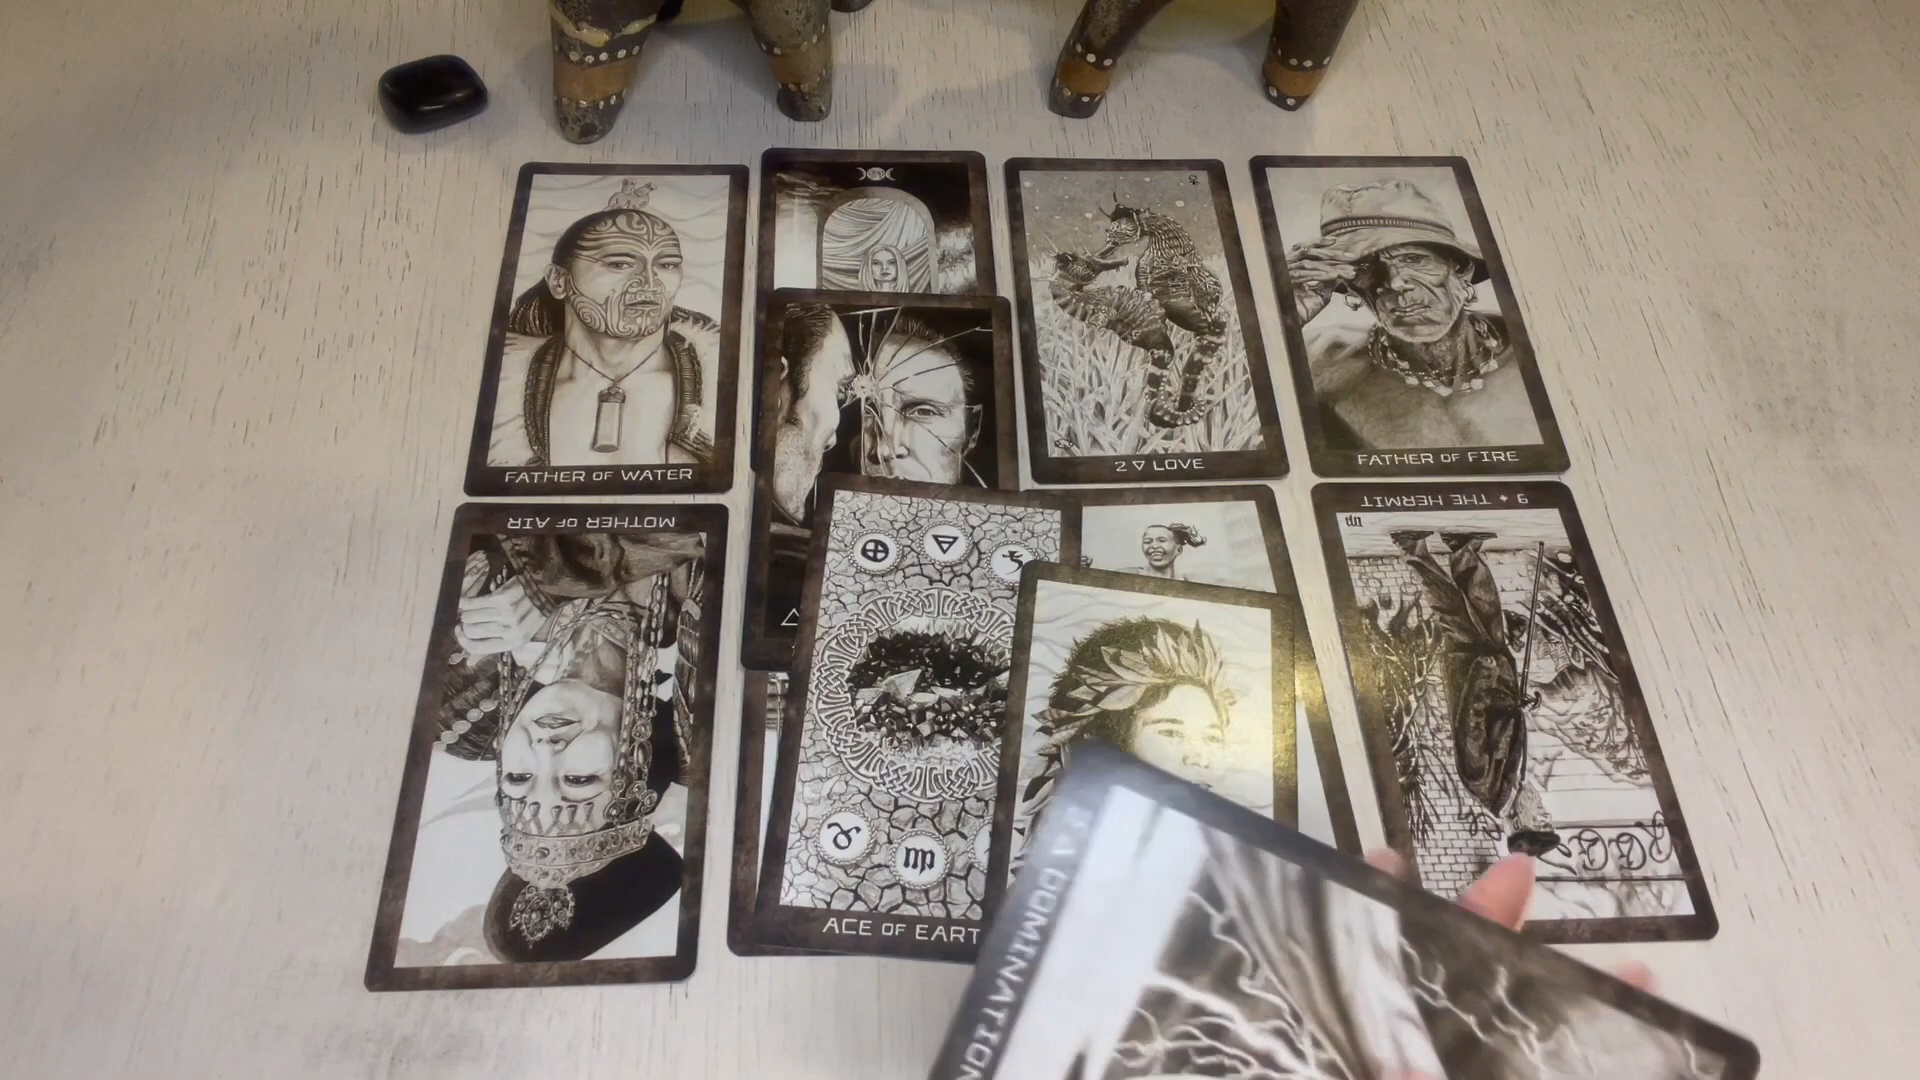 FATHER OF WATER
2 ▽ LOVE
FATHER OF FIRE
MOTHER OF AIR
9 ✦ THE HERMIT
ACE OF EART
DOMINATION